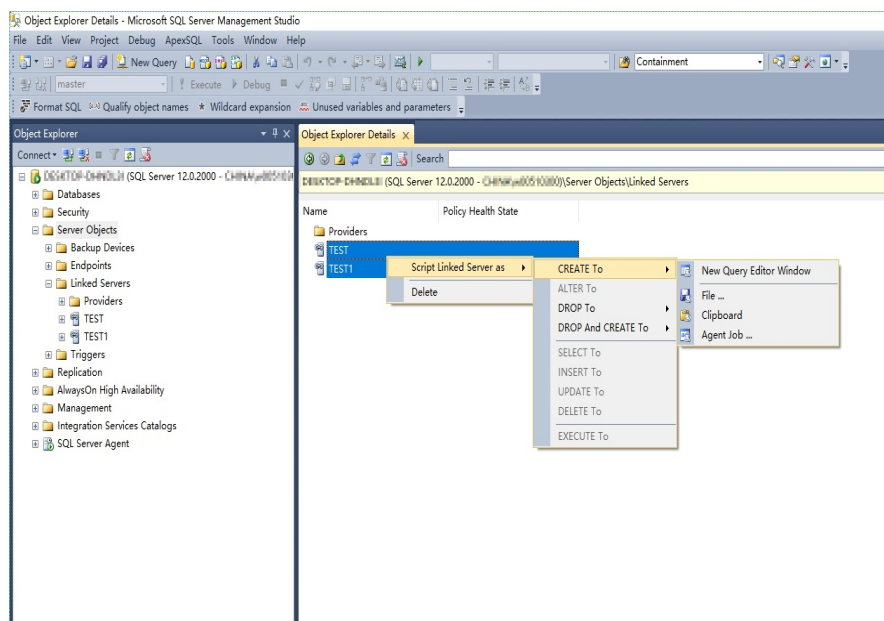 Object Explorer Details - Microsoft SQL Server Management Studio
File Edit View Project Debug ApexSQL Tools Window Help
New Query Containment
master Execute Debug
Format SQL Qualify object names Wildcard expansion Unused variables and parameters
Object Explorer
Object Explorer Details
Connect
Search
(SQL Server 12.0.2000 -
(SQL Server 12.0.2000 - \Server Objects\Linked Servers
Databases
Security
Server Objects
Backup Devices
Endpoints
Linked Servers
Providers
TEST
TEST1
Triggers
Replication
AlwaysOn High Availability
Management
Integration Services Catalogs
SQL Server Agent
Name Policy Health State
Providers
TEST
TEST1
Script Linked Server as
Delete
CREATE To
ALTER To
DROP To
DROP And CREATE To
SELECT To
INSERT To
UPDATE To
DELETE To
EXECUTE To
New Query Editor Window
File ...
Clipboard
Agent Job ...